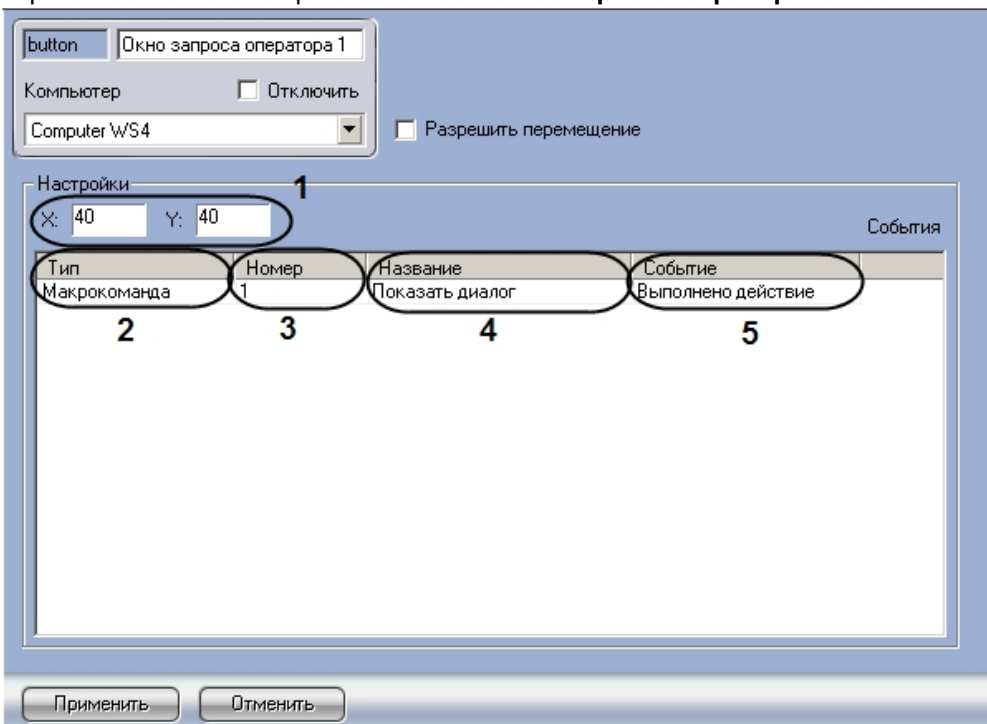 button Окно запроса оператора 1
Компьютер Отключить
Computer WS4 Разрешить перемещение
Настройки 1
X: 40 Y: 40
События
Тип Номер Название Событие
Макрокоманда 1 Показать диалог Выполнено действие
2 3 4 5
Применить Отменить